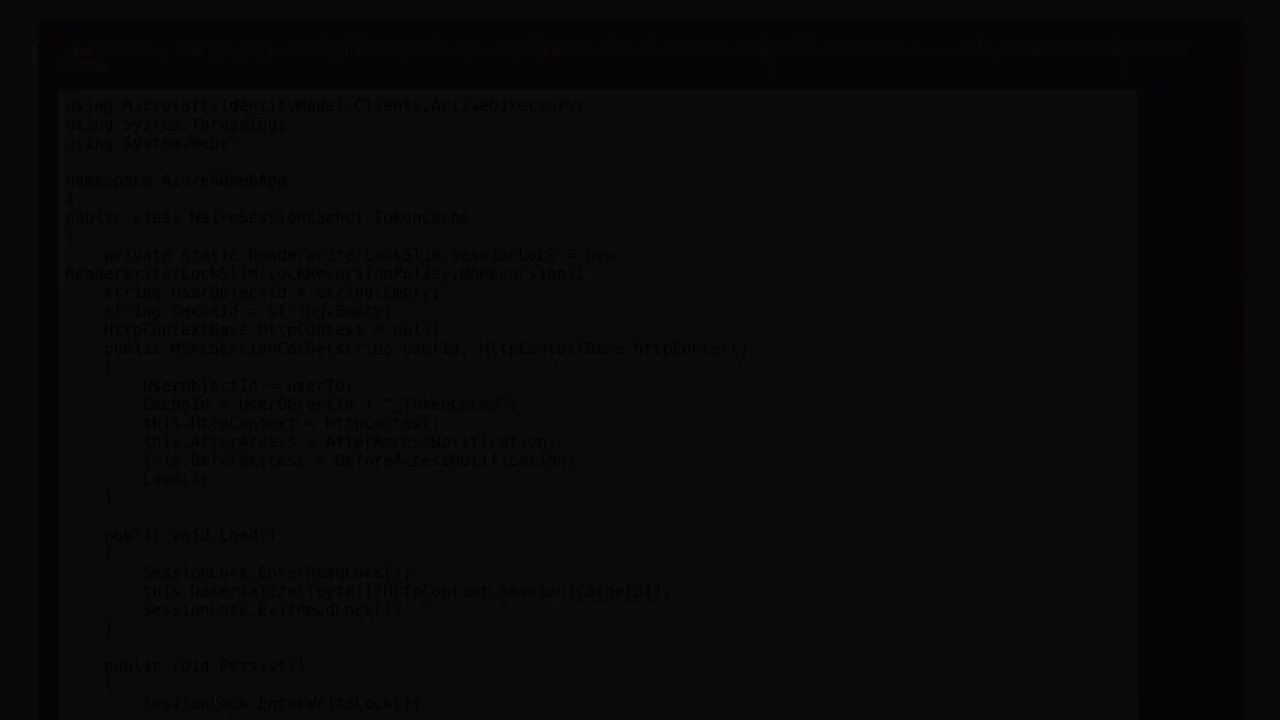 using Microsoft.IdentityModel.Clients.ActiveDirectory;
using System.Threading;
using System.Web;
namespace AzureADWebApp
{
public class NaiveSessionCache: TokenCache
{
private static ReaderWriterLockSlim SessionLock = new
ReaderWriterLockSlim(LockRecursionPolicy.NoRecursion);
string UserObjectId = string.Empty;
string CacheId = string.Empty;
HttpContextBase HttpContext = null;
public MSALSessionCache(string userId, HttpContextBase httpContext)
{
UserObjectId = userId;
CacheId = UserObjectId + "_TokenCache";
this.HttpContext = httpContext;
this.AfterAccess = AfterAccessNotification;
this.BeforeAccess = BeforeAccessNotification;
Load();
}
public void Load()
{
SessionLock.EnterReadLock();
this.Deserialize((byte[])HttpContext.Session[CacheId]);
SessionLock.ExitReadLock();
}
public void Persist()
{
SessionLock.EnterWriteLock();